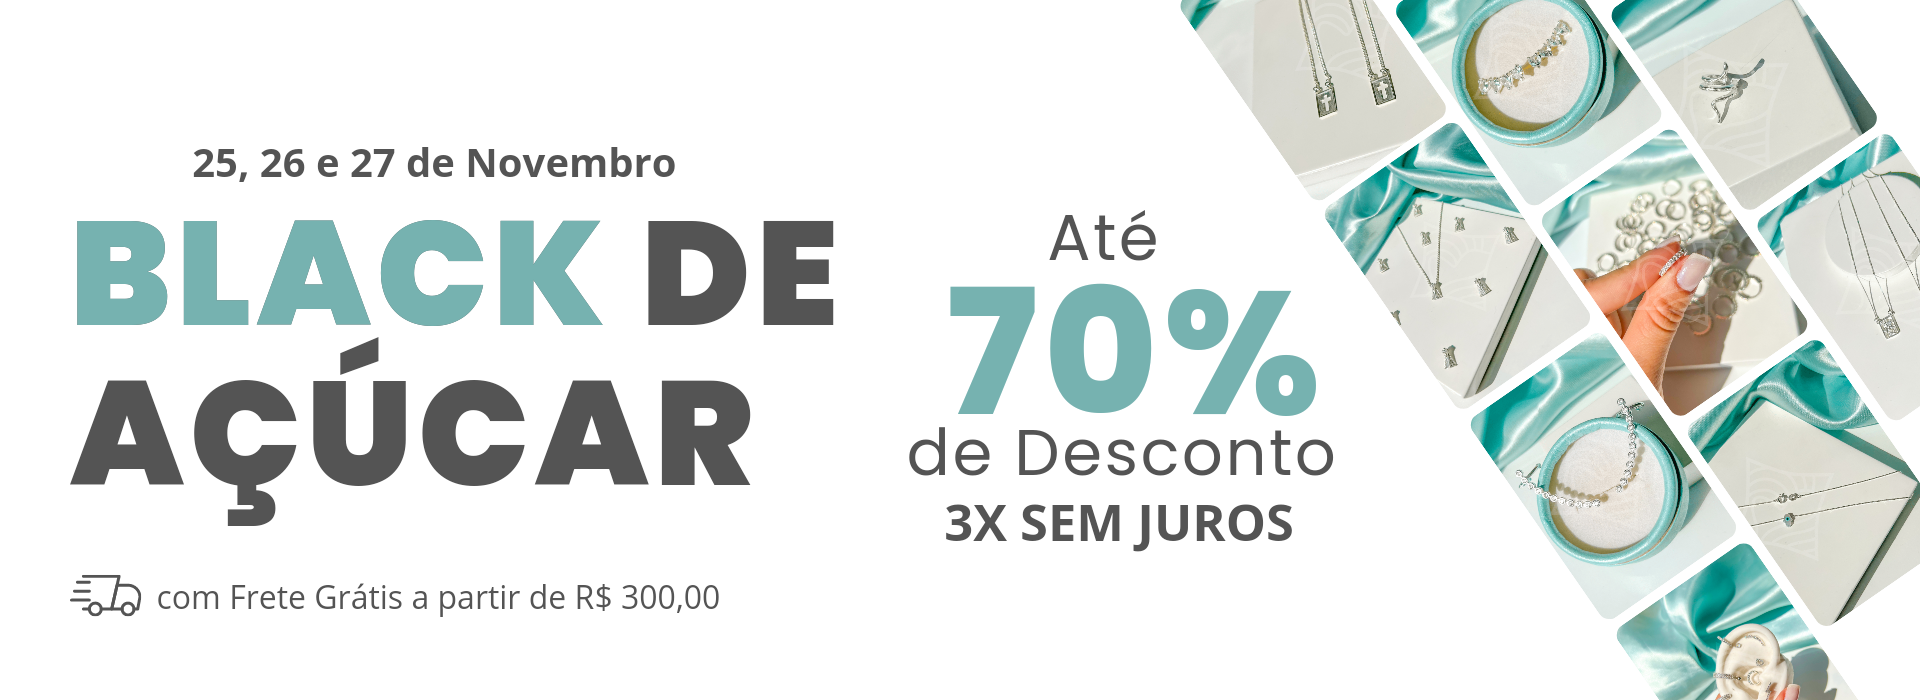 25, 26 e 27 de Novembro
BLACK DE
AÇÚCAR
com Frete Grátis a partir de R$ 300,00
Até
70%
de Desconto
3X SEM JUROS